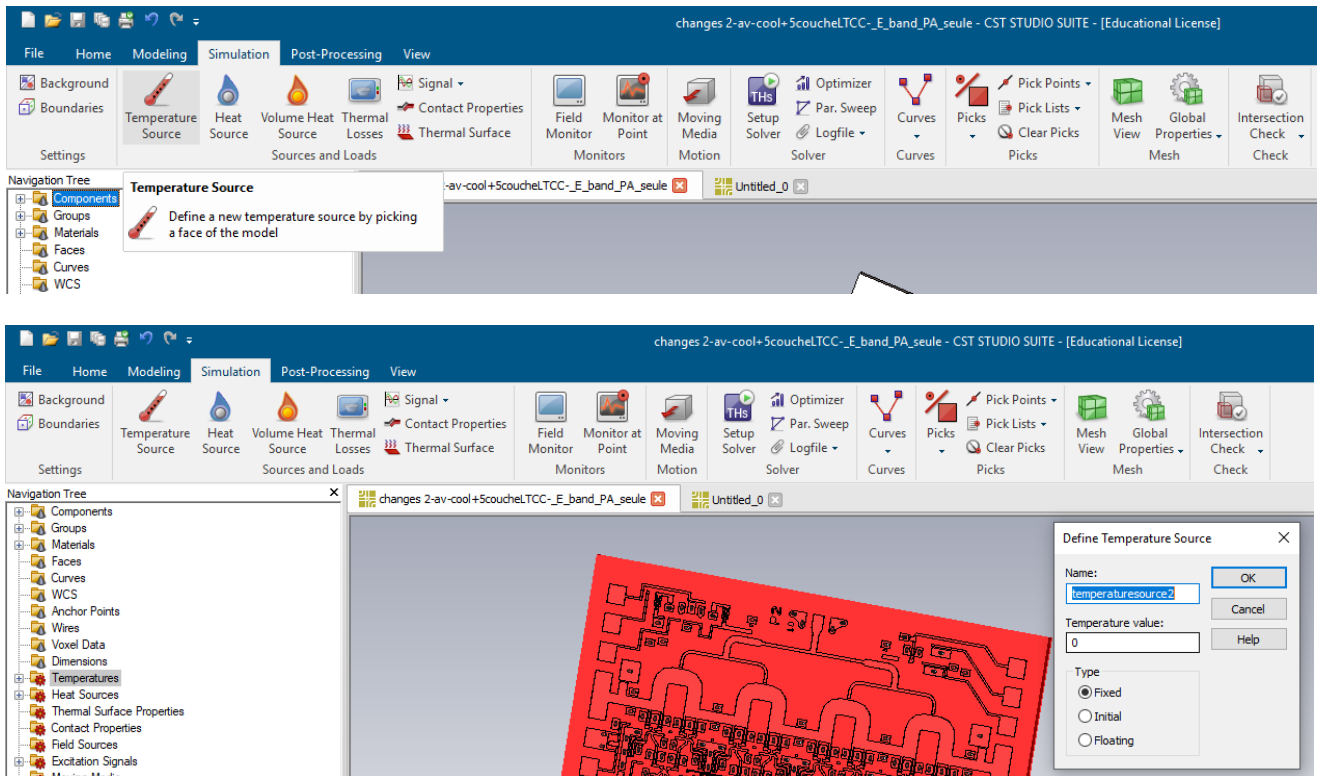 changes 2-av-cool+5coucheLTCC-_E_band_PA_seule - CST STUDIO SUITE - [Educational License]
File Home Modeling Simulation Post-Processing View
Background
Boundaries
Settings
Temperature Source
Heat Source
Volume Heat Source
Thermal Losses
Signal
Contact Properties
Thermal Surface
Sources and Loads
Field Monitor
Monitor at Point
Monitors
Moving Media
Motion
Setup Solver
Optimizer
Par. Sweep
Logfile
Solver
Curves
Curves
Picks
Pick Points
Pick Lists
Clear Picks
Picks
Mesh View
Global Properties
Mesh
Intersection Check
Check
Navigation Tree
-av-cool+5coucheLTCC-_E_band_PA_seule
Untitled_0
Components
Groups
Materials
Faces
Curves
WCS
Temperature Source
Define a new temperature source by picking
a face of the model
changes 2-av-cool+5coucheLTCC-_E_band_PA_seule - CST STUDIO SUITE - [Educational License]
File Home Modeling Simulation Post-Processing View
Background
Boundaries
Settings
Temperature Source
Heat Source
Volume Heat Source
Thermal Losses
Signal
Contact Properties
Thermal Surface
Sources and Loads
Field Monitor
Monitor at Point
Monitors
Moving Media
Motion
THs
Setup Solver
Optimizer
Par. Sweep
Logfile
Solver
Curves
Curves
Picks
Pick Points
Pick Lists
Clear Picks
Picks
Mesh View
Global Properties
Mesh
Intersection Check
Check
Navigation Tree
changes 2-av-cool+5coucheLTCC-_E_band_PA_seule
Untitled_0
Components
Groups
Materials
Faces
Curves
WCS
Anchor Points
Wires
Voxel Data
Dimensions
Temperatures
Heat Sources
Thermal Surface Properties
Contact Properties
Field Sources
Excitation Signals
Define Temperature Source
Name:
temperaturesource2
Temperature value:
0
Type
Fixed
Initial
Floating
OK
Cancel
Help